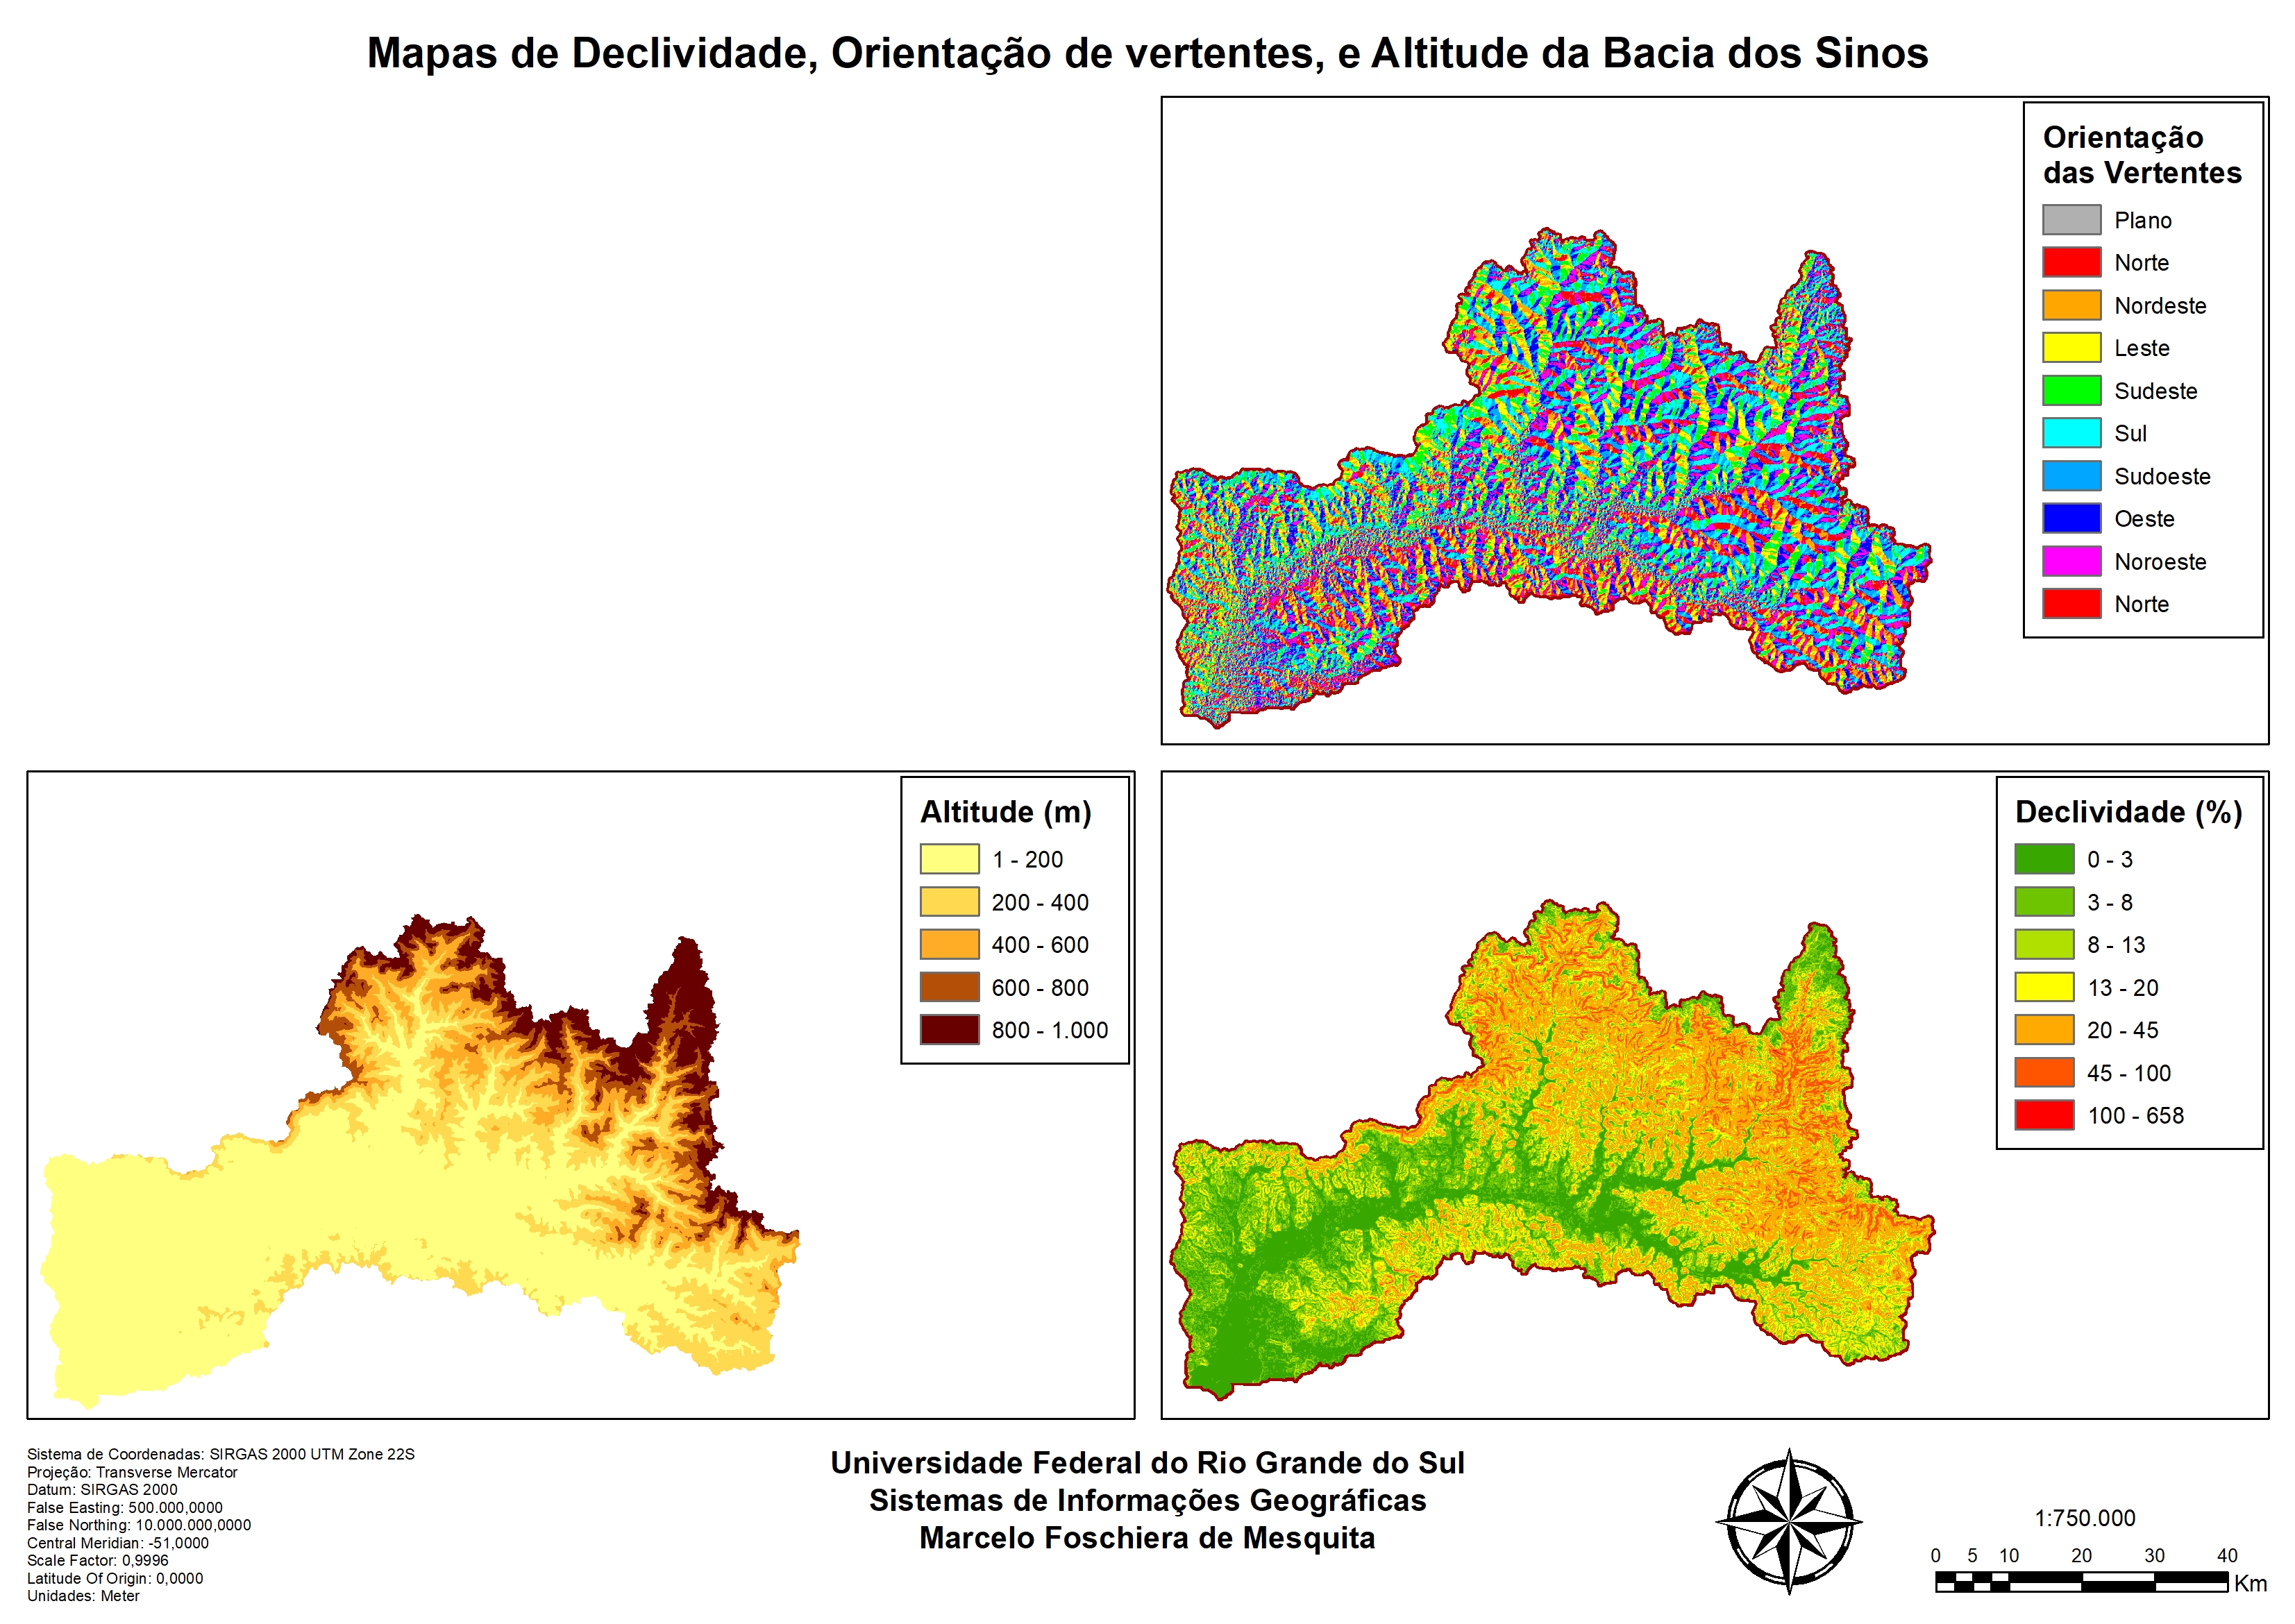 Mapas de Declividade, Orientação de vertentes, e Altitude da Bacia dos Sinos
Orientação
das Vertentes
Plano
Norte
Nordeste
Leste
Sudeste
Sul
Sudoeste
Oeste
Noroeste
Norte
Altitude (m)
1 - 200
200 - 400
400 - 600
600 - 800
800 - 1.000
Declividade (%)
0 - 3
3 - 8
8 - 13
13 - 20
20 - 45
45 - 100
100 - 658
Sistema de Coordenadas: SIRGAS 2000 UTM Zone 22S
Projeção: Transverse Mercator
Datum: SIRGAS 2000
False Easting: 500.000,0000
False Northing: 10.000.000,0000
Central Meridian: -51,0000
Scale Factor: 0,9996
Latitude Of Origin: 0,0000
Unidades: Meter
Universidade Federal do Rio Grande do Sul
Sistemas de Informações Geográficas
Marcelo Foschiera de Mesquita
1:750.000
0 5 10 20 30 40
Km